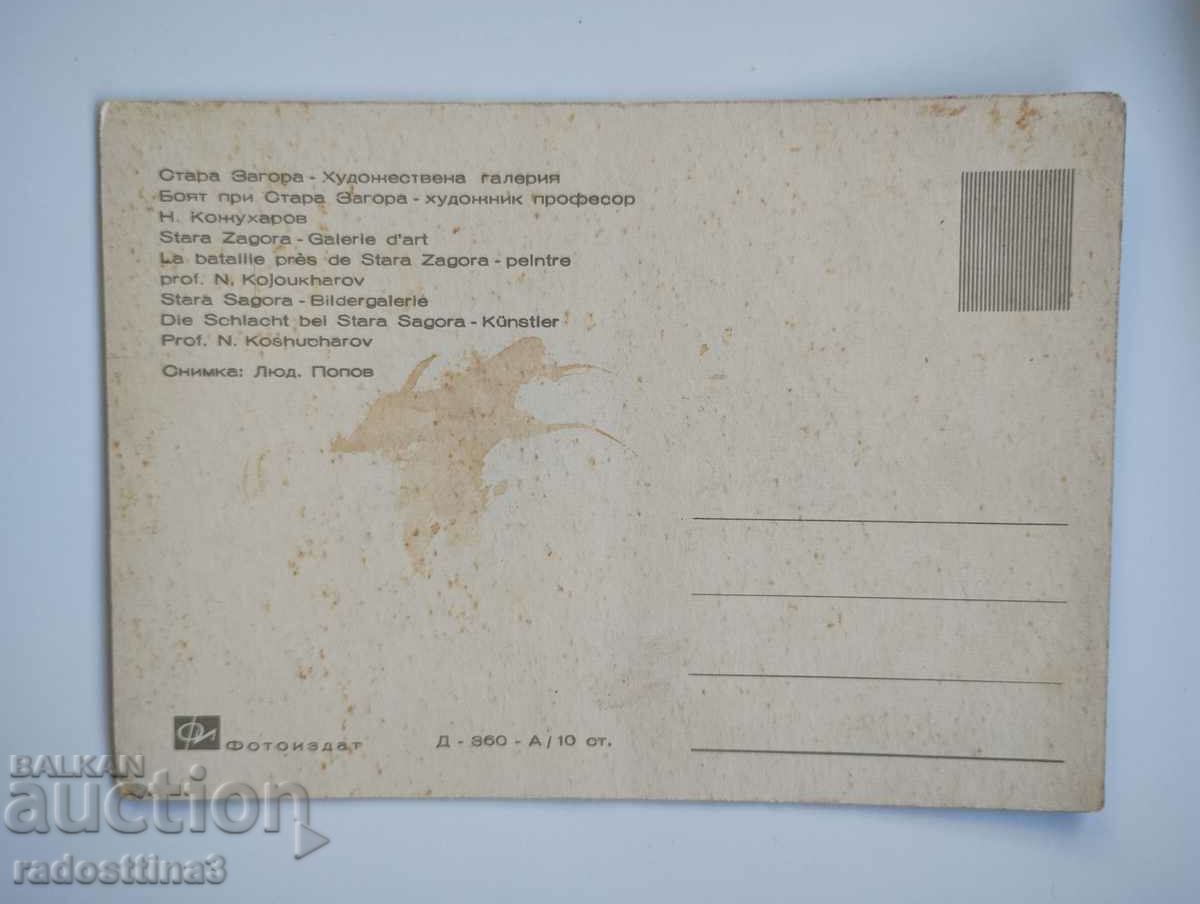 Стара Загора - Художествена галерия
Боят при Стара Загора - художник професор
Н. Кожухаров
Stara Zagora - Galerie d'art
La bataille près de Stara Zagora - peintre
prof. N. Kojoukharov
Stara Sagora - Bildergalerie
Die Schlacht bei Stara Sagora - Künstler
Prof. N. Koshucharov
Снимка: Люд. Попов
Фотоиздат
Д - 360 - А / 10 ст.
BALKAN
auction
radosttina3